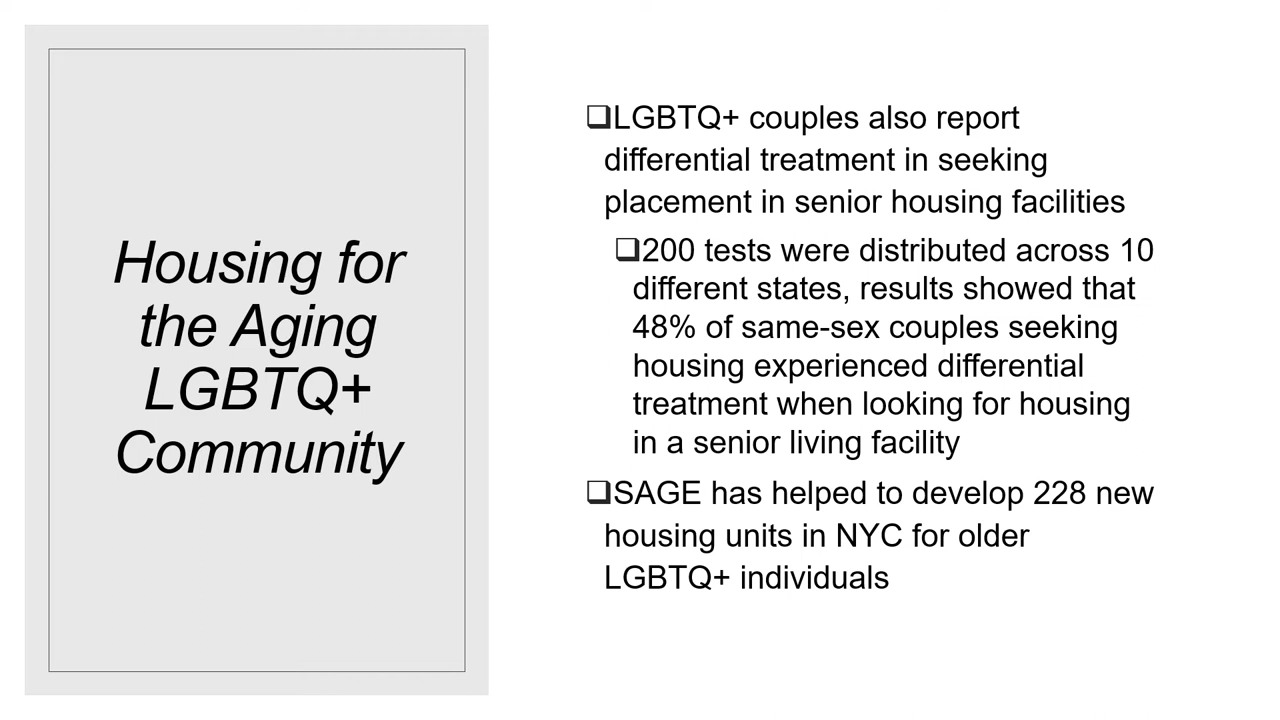 Housing for
the Aging
LGBTQ+
Community
❑LGBTQ+ couples also report
differential treatment in seeking
placement in senior housing facilities
❑200 tests were distributed across 10
different states, results showed that
48% of same-sex couples seeking
housing experienced differential
treatment when looking for housing
in a senior living facility
❑SAGE has helped to develop 228 new
housing units in NYC for older
LGBTQ+ individuals